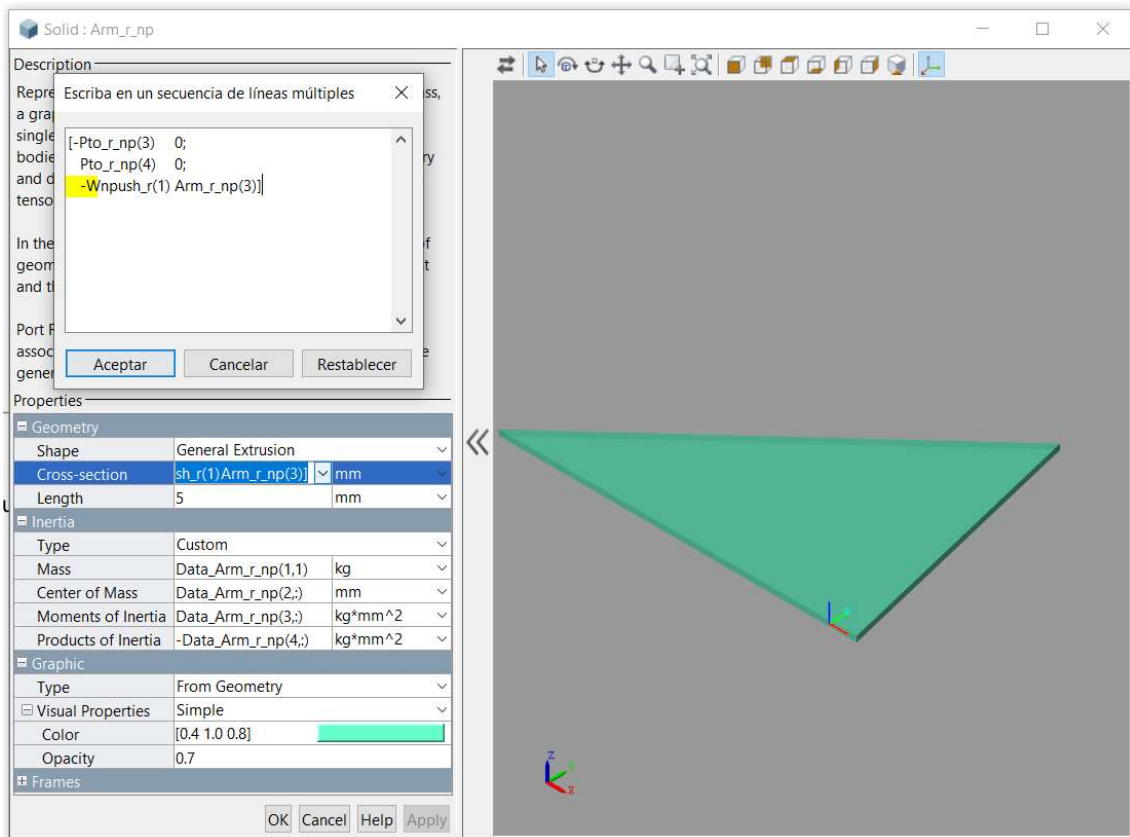 Solid : Arm_r_np
Description
Repre
ss,
a gra
single
bodie
ry
and d
tenso
In the
of
geom
t
and th
Port F
assoc
e
gener
Escriba en un secuencia de líneas múltiples
[-Pto_r_np(3) 0;
Pto_r_np(4) 0;
-Wnpush_r(1) Arm_r_np(3)]
Aceptar Cancelar Restablecer
Properties
Geometry
Shape General Extrusion
Cross-section sh_r(1)Arm_r_np(3)] mm
Length 5 mm
Inertia
Type Custom
Mass Data_Arm_r_np(1,1) kg
Center of Mass Data_Arm_r_np(2,:) mm
Moments of Inertia Data_Arm_r_np(3,:) kg*mm^2
Products of Inertia -Data_Arm_r_np(4,:) kg*mm^2
Graphic
Type From Geometry
Visual Properties Simple
Color [0.4 1.0 0.8]
Opacity 0.7
Frames
OK Cancel Help Apply
z
x